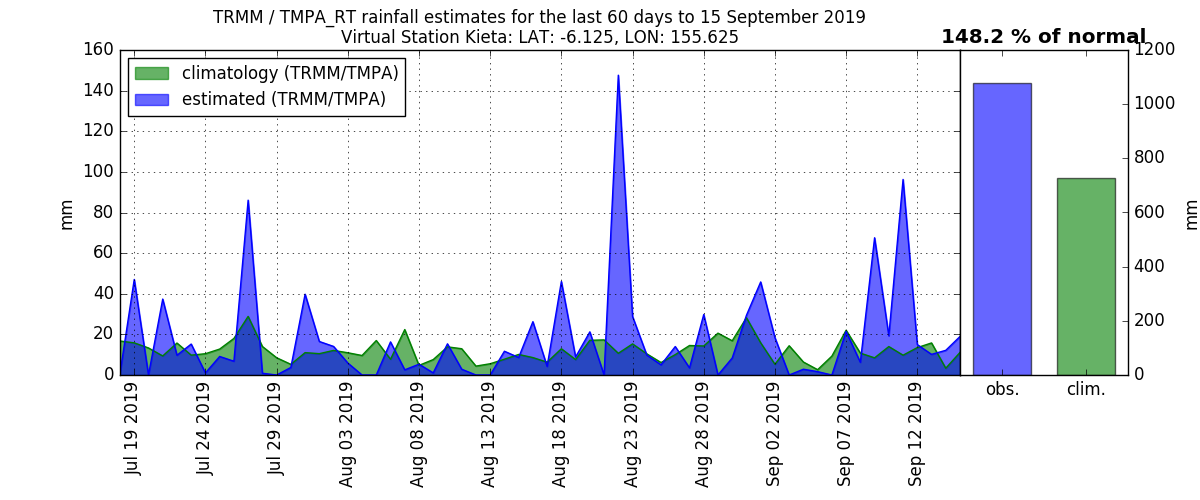 TRMM / TMPA_RT rainfall estimates for the last 60 days to 15 September 2019
Virtual Station Kieta: LAT: -6.125, LON: 155.625
148.2 % of normal
climatology (TRMM/TMPA)
estimated (TRMM/TMPA)
mm
160
140
120
100
80
60
40
20
0
Jul 19 2019
Jul 24 2019
Jul 29 2019
Aug 03 2019
Aug 08 2019
Aug 13 2019
Aug 18 2019
Aug 23 2019
Aug 28 2019
Sep 02 2019
Sep 07 2019
Sep 12 2019
obs.
clim.
1200
1000
800
600
400
200
0
mm